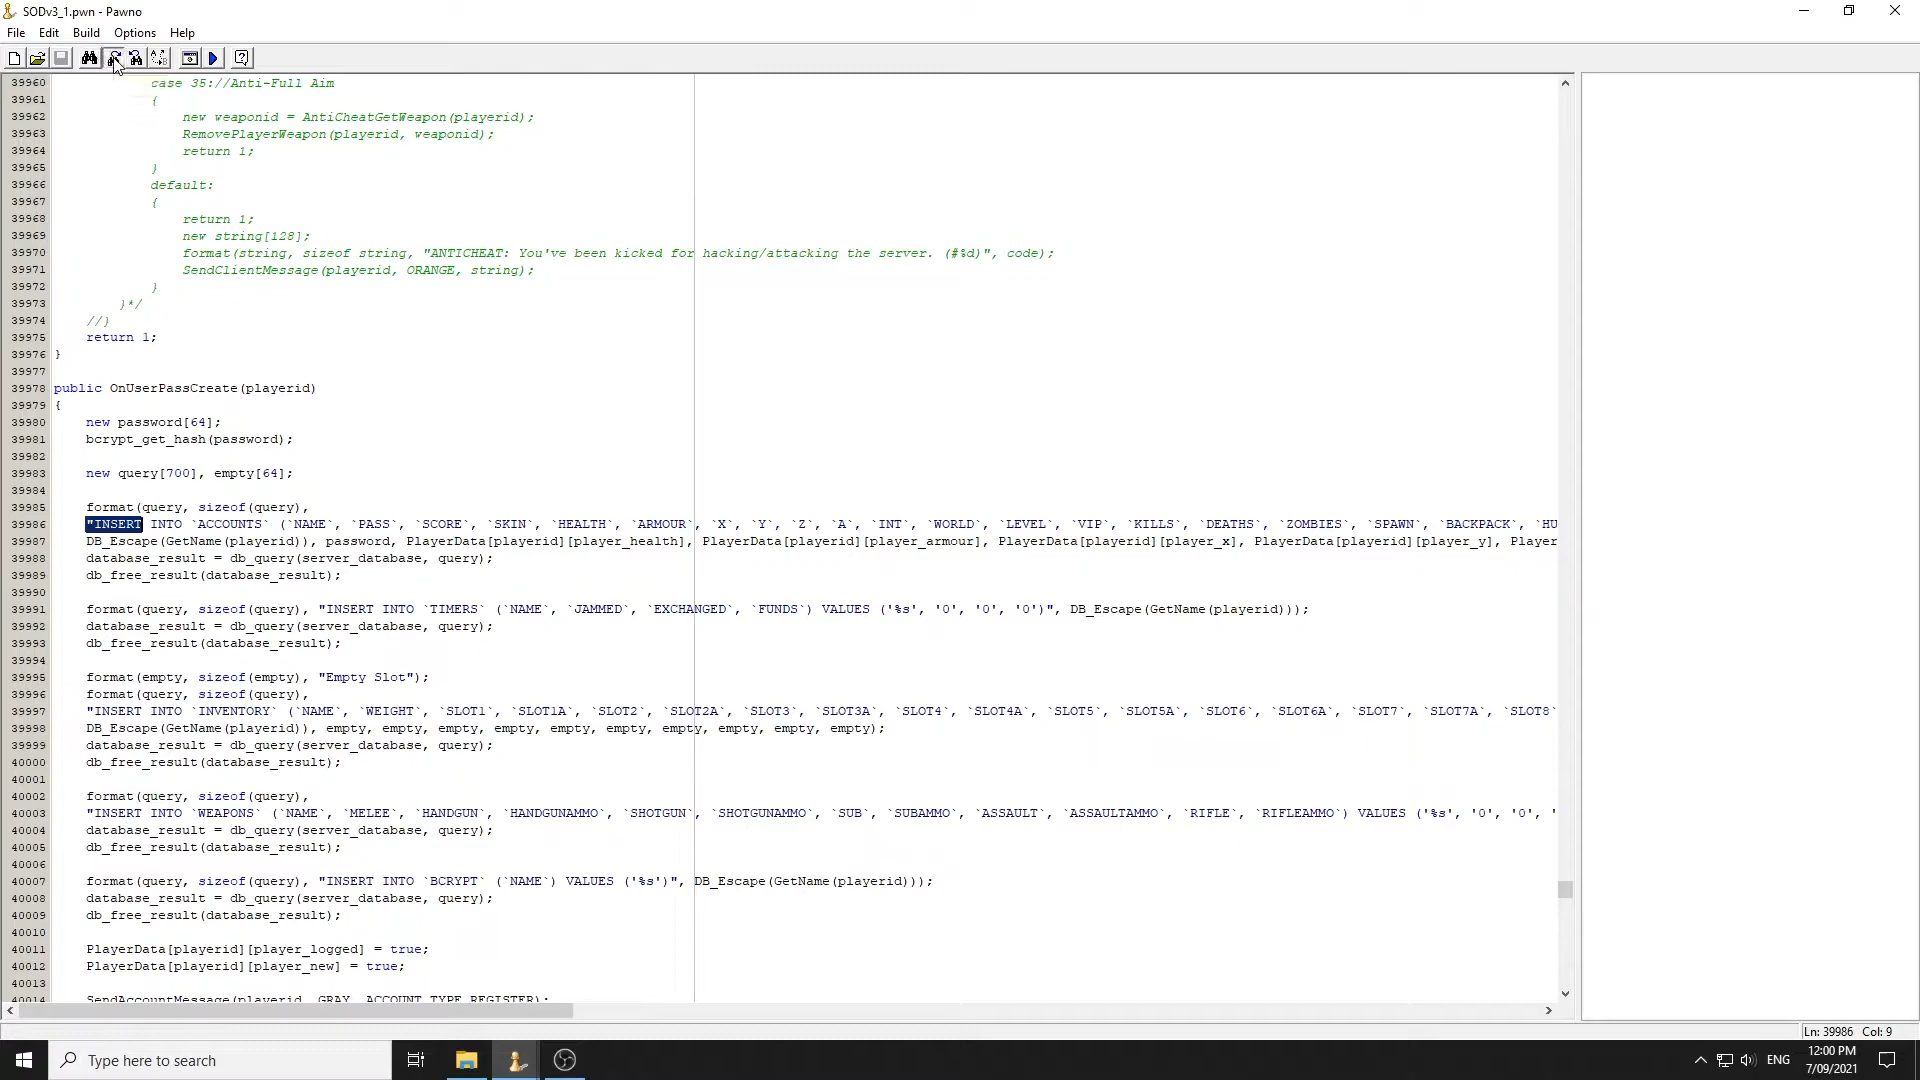 SODv3_1.pwn - Pawno
File Edit Build Options Help
39960 case 35://Anti-Full Aim
39961 {
39962 new weaponid = AntiCheatGetWeapon(playerid);
39963 RemovePlayerWeapon(playerid, weaponid);
39964 return 1;
39965 }
39966 default:
39967 {
39968 return 1;
39969 new string[128];
39970 format(string, sizeof string, "ANTICHEAT: You've been kicked for hacking/attacking the server. (#%d)", code);
39971 SendClientMessage(playerid, ORANGE, string);
39972 }
39973 }*/
39974 //}
39975 return 1;
39976 }
39977
39978 public OnUserPassCreate(playerid)
39979 {
39980 new password[64];
39981 bcrypt_get_hash(password);
39982
39983 new query[700], empty[64];
39984
39985 format(query, sizeof(query),
39986 "INSERT INTO `ACCOUNTS` (`NAME`, `PASS`, `SCORE`, `SKIN`, `HEALTH`, `ARMOUR`, `X`, `Y`, `Z`, `A`, `INT`, `WORLD`, `LEVEL`, `VIP`, `KILLS`, `DEATHS`, `ZOMBIES`, `SPAWN`, `BACKPACK`, `HU
39987 DB_Escape(GetName(playerid)), password, PlayerData[playerid][player_health], PlayerData[playerid][player_armour], PlayerData[playerid][player_x], PlayerData[playerid][player_y], Player
39988 database_result = db_query(server_database, query);
39989 db_free_result(database_result);
39990
39991 format(query, sizeof(query), "INSERT INTO `TIMERS` (`NAME`, `JAMMED`, `EXCHANGED`, `FUNDS`) VALUES ('%s', '0', '0', '0')", DB_Escape(GetName(playerid)));
39992 database_result = db_query(server_database, query);
39993 db_free_result(database_result);
39994
39995 format(empty, sizeof(empty), "Empty Slot");
39996 format(query, sizeof(query),
39997 "INSERT INTO `INVENTORY` (`NAME`, `WEIGHT`, `SLOT1`, `SLOT1A`, `SLOT2`, `SLOT2A`, `SLOT3`, `SLOT3A`, `SLOT4`, `SLOT4A`, `SLOT5`, `SLOT5A`, `SLOT6`, `SLOT6A`, `SLOT7`, `SLOT7A`, `SLOT8`
39998 DB_Escape(GetName(playerid)), empty, empty, empty, empty, empty, empty, empty, empty, empty, empty);
39999 database_result = db_query(server_database, query);
40000 db_free_result(database_result);
40001
40002 format(query, sizeof(query),
40003 "INSERT INTO `WEAPONS` (`NAME`, `MELEE`, `HANDGUN`, `HANDGUNAMMO`, `SHOTGUN`, `SHOTGUNAMMO`, `SUB`, `SUBAMMO`, `ASSAULT`, `ASSAULTAMMO`, `RIFLE`, `RIFLEAMMO`) VALUES ('%s', '0', '0', '
40004 database_result = db_query(server_database, query);
40005 db_free_result(database_result);
40006
40007 format(query, sizeof(query), "INSERT INTO `BCRYPT` (`NAME`) VALUES ('%s')", DB_Escape(GetName(playerid)));
40008 database_result = db_query(server_database, query);
40009 db_free_result(database_result);
40010
40011 PlayerData[playerid][player_logged] = true;
40012 PlayerData[playerid][player_new] = true;
40013
40014 SendAccountMessage(playerid, GRAY, ACCOUNT_TYPE_REGISTER);
Ln: 39986 Col: 9
Type here to search
ENG
12:00 PM
7/09/2021